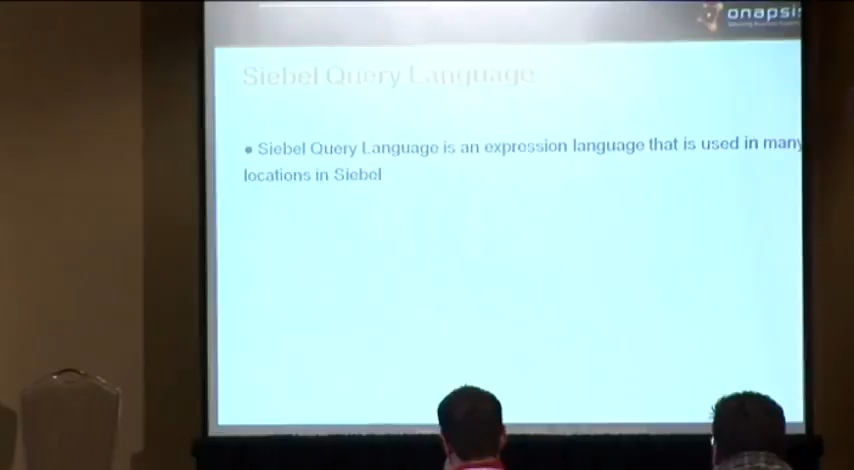 onapsis
Siebel Query Language
● Siebel Query Language is an expression language that is used in many
locations in Siebel